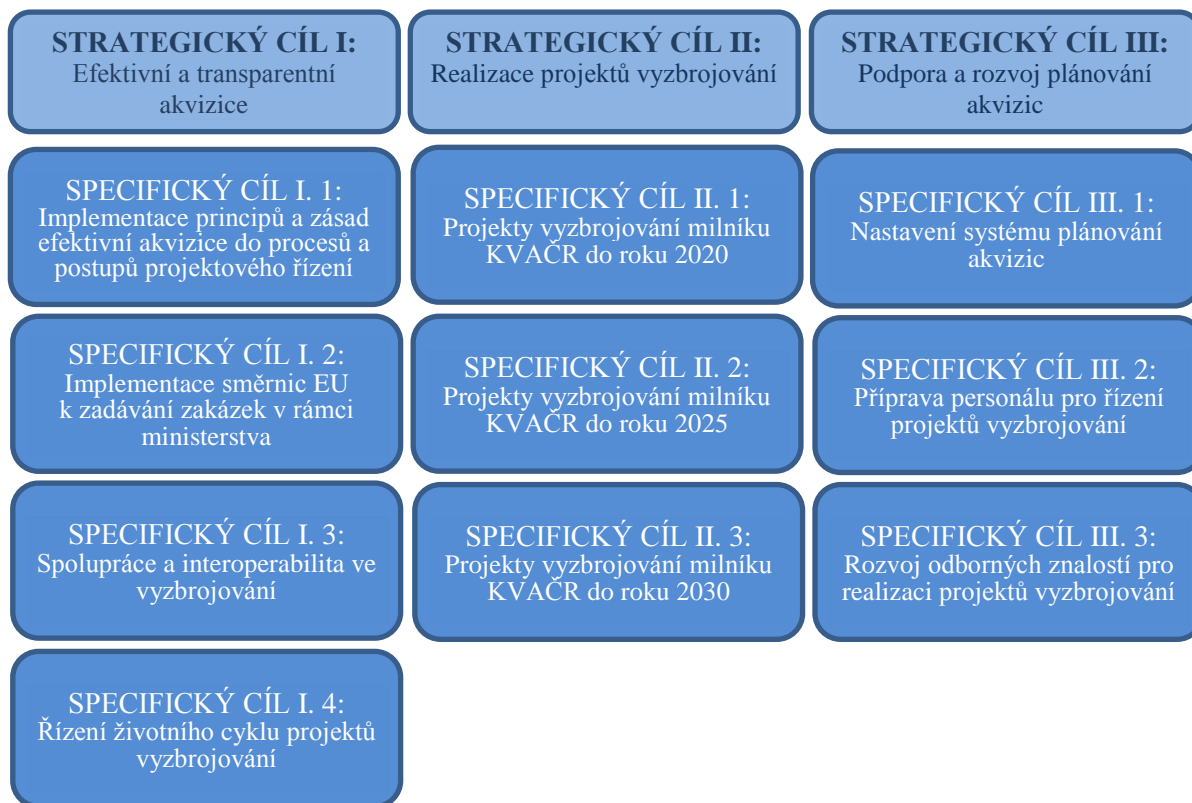 STRATEGICKÝ CÍL I:
Efektivní a transparentní
akvizice
SPECIFICKÝ CÍL I. 1:
Implementace principů a zásad
efektivní akvizice do procesů a
postupů projektového řízení
SPECIFICKÝ CÍL I. 2:
Implementace směrnic EU
k zadávání zakázek v rámci
ministerstva
SPECIFICKÝ CÍL I. 3:
Spolupráce a interoperabilita ve
vyzbrojování
SPECIFICKÝ CÍL I. 4:
Řízení životního cyklu projektů
vyzbrojování
STRATEGICKÝ CÍL II:
Realizace projektů vyzbrojování
SPECIFICKÝ CÍL II. 1:
Projekty vyzbrojování milníku
KVAČR do roku 2020
SPECIFICKÝ CÍL II. 2:
Projekty vyzbrojování milníku
KVAČR do roku 2025
SPECIFICKÝ CÍL II. 3:
Projekty vyzbrojování milníku
KVAČR do roku 2030
STRATEGICKÝ CÍL III:
Podpora a rozvoj plánování
akvizic
SPECIFICKÝ CÍL III. 1:
Nastavení systému plánování
akvizic
SPECIFICKÝ CÍL III. 2:
Příprava personálu pro řízení
projektů vyzbrojování
SPECIFICKÝ CÍL III. 3:
Rozvoj odborných znalostí pro
realizaci projektů vyzbrojování